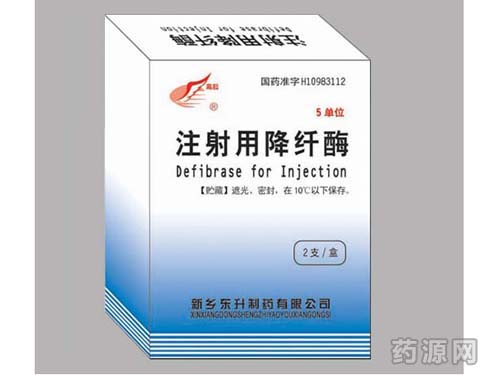 注射用降纤酶
Defibrase for Injection
国药准字H10983112
®
5单位
注射用降纤酶
Defibrase for Injection
【贮藏】遮光、密封，在10℃以下保存。
2支/盒
新乡东升制药有限公司
XINXIANGDONGSHENGZHIYAOYOUXIANGONGSI
药源网